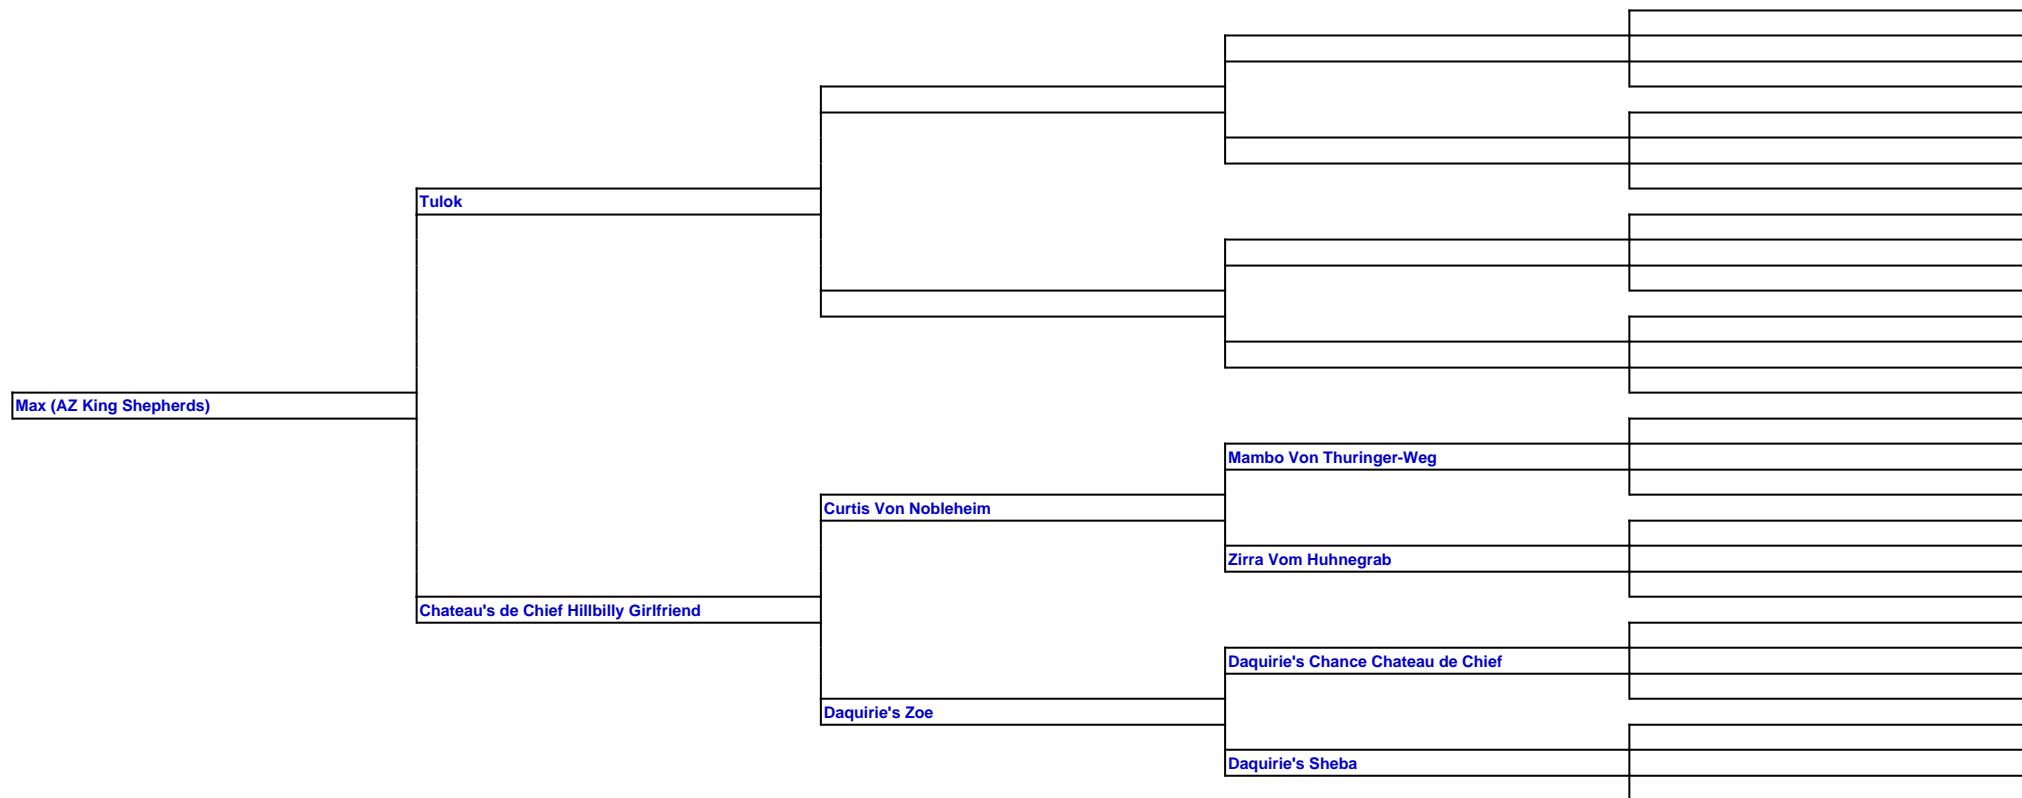 Tulok
Max (AZ King Shepherds)
Mambo Von Thuringer-Weg
Curtis Von Nobleheim
Zirra Vom Huhnegrab
Chateau's de Chief Hillbilly Girlfriend
Daquirie's Chance Chateau de Chief
Daquirie's Zoe
Daquirie's Sheba